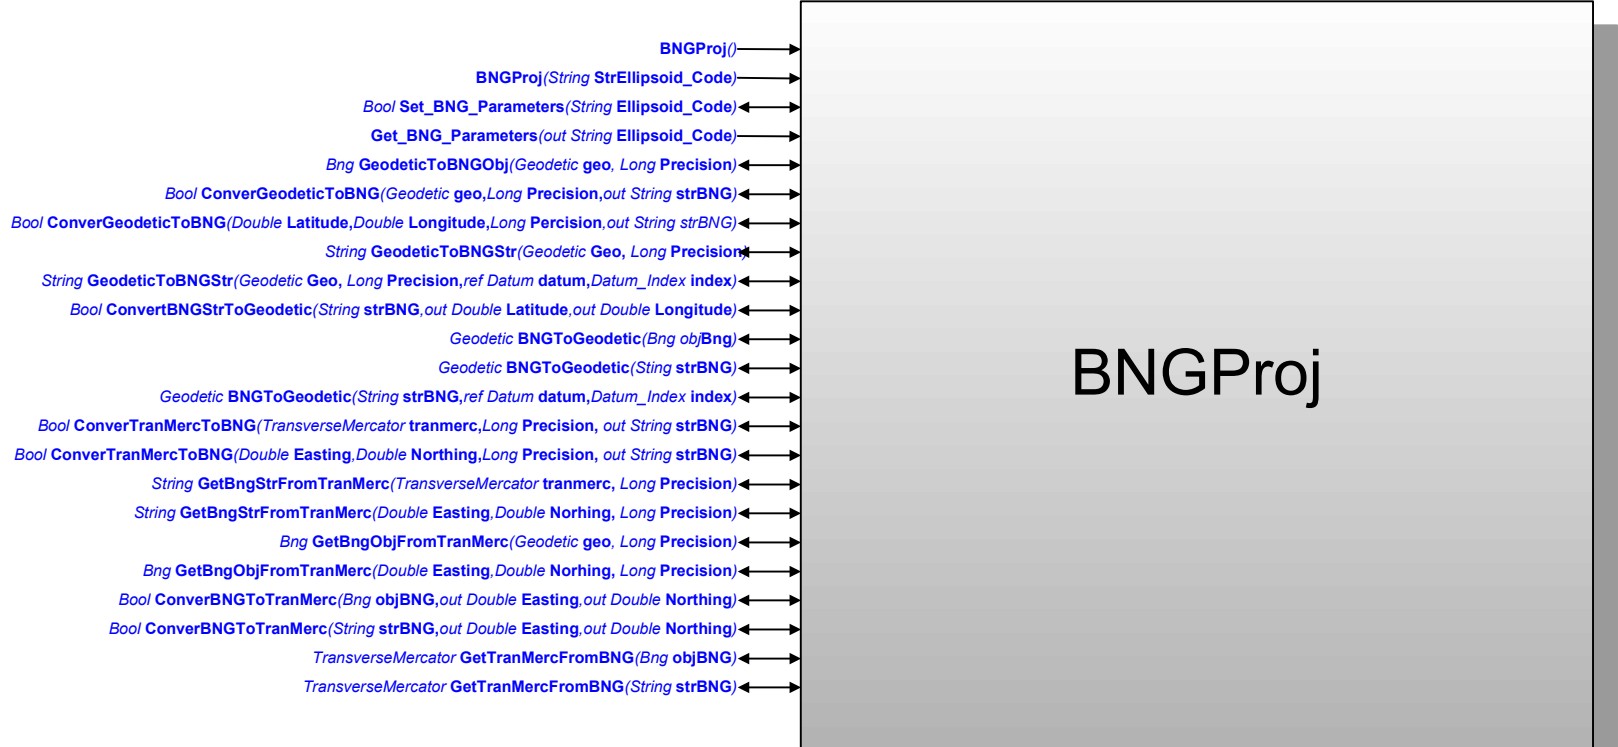 BNGProj()
BNGProj(String StrEllipsoid_Code)
Bool Set_BNG_Parameters(String Ellipsoid_Code)
Get_BNG_Parameters(out String Ellipsoid_Code)
Bng GeodeticToBNGObj(Geodetic geo, Long Precision)
Bool ConverGeodeticToBNG(Geodetic geo,Long Precision,out String strBNG)
Bool ConverGeodeticToBNG(Double Latitude,Double Longitude,Long Percision,out String strBNG)
String GeodeticToBNGStr(Geodetic Geo, Long Precision)
String GeodeticToBNGStr(Geodetic Geo, Long Precision,ref Datum datum,Datum_Index index)
Bool ConvertBNGStrToGeodetic(String strBNG,out Double Latitude,out Double Longitude)
Geodetic BNGToGeodetic(Bng objBng)
BNGProj
Geodetic BNGToGeodetic(Sting strBNG)
Geodetic BNGToGeodetic(String strBNG,ref Datum datum,Datum_Index index)
Bool ConverTranMercToBNG(TransverseMercator tranmerc,Long Precision, out String strBNG)
Bool ConverTranMercToBNG(Double Easting,Double Northing,Long Precision, out String strBNG)
String GetBngStrFromTranMerc(TransverseMercator tranmerc, Long Precision)
String GetBngStrFromTranMerc(Double Easting,Double Norhing, Long Precision)
Bng GetBngObjFromTranMerc(Geodetic geo, Long Precision)
Bng GetBngObjFromTranMerc(Double Easting,Double Norhing, Long Precision)
Bool ConverBNGToTranMerc(Bng objBNG,out Double Easting,out Double Northing)
Bool ConverBNGToTranMerc(String strBNG,out Double Easting,out Double Northing)
TransverseMercator GetTranMercFromBNG(Bng objBNG)
TransverseMercator GetTranMercFromBNG(String strBNG)